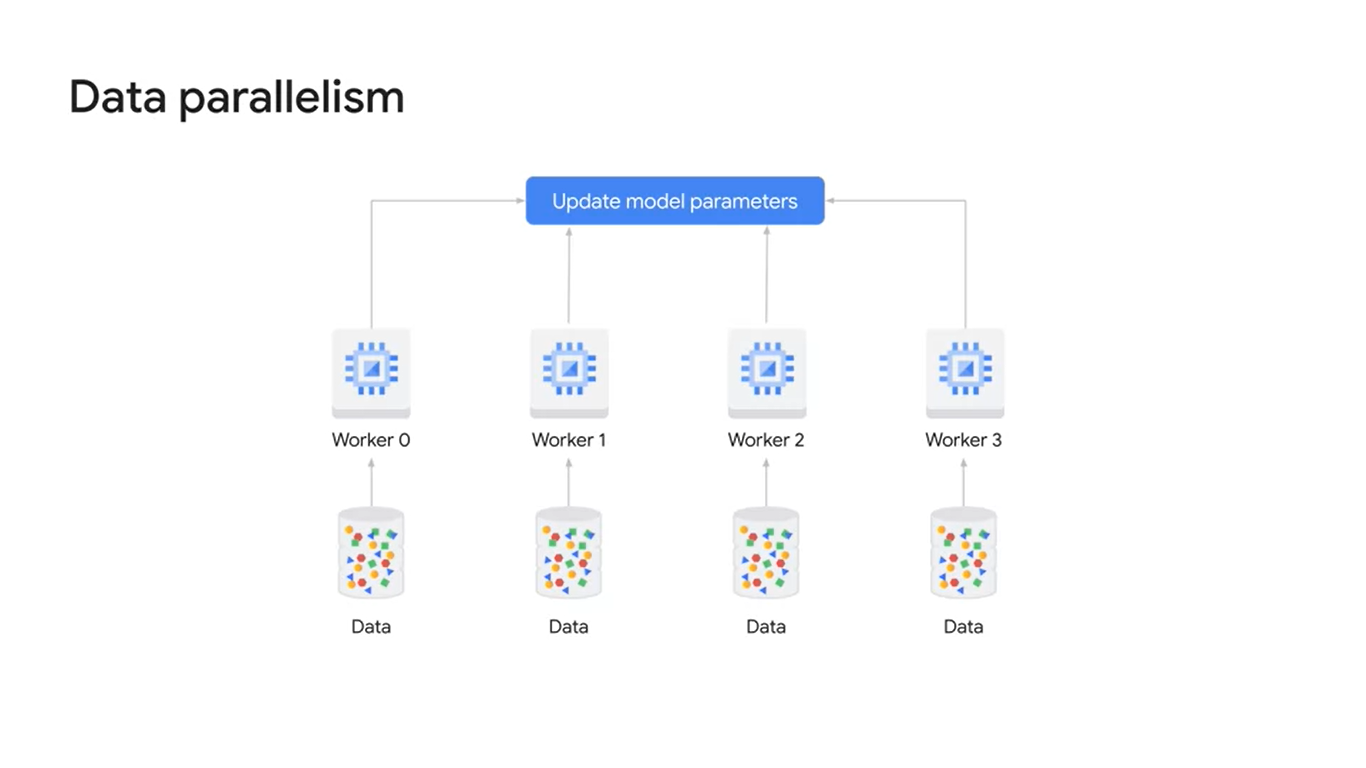 Data parallelism
Update model parameters
Worker 0
Worker 1
Worker 2
Worker 3
Data
Data
Data
Data